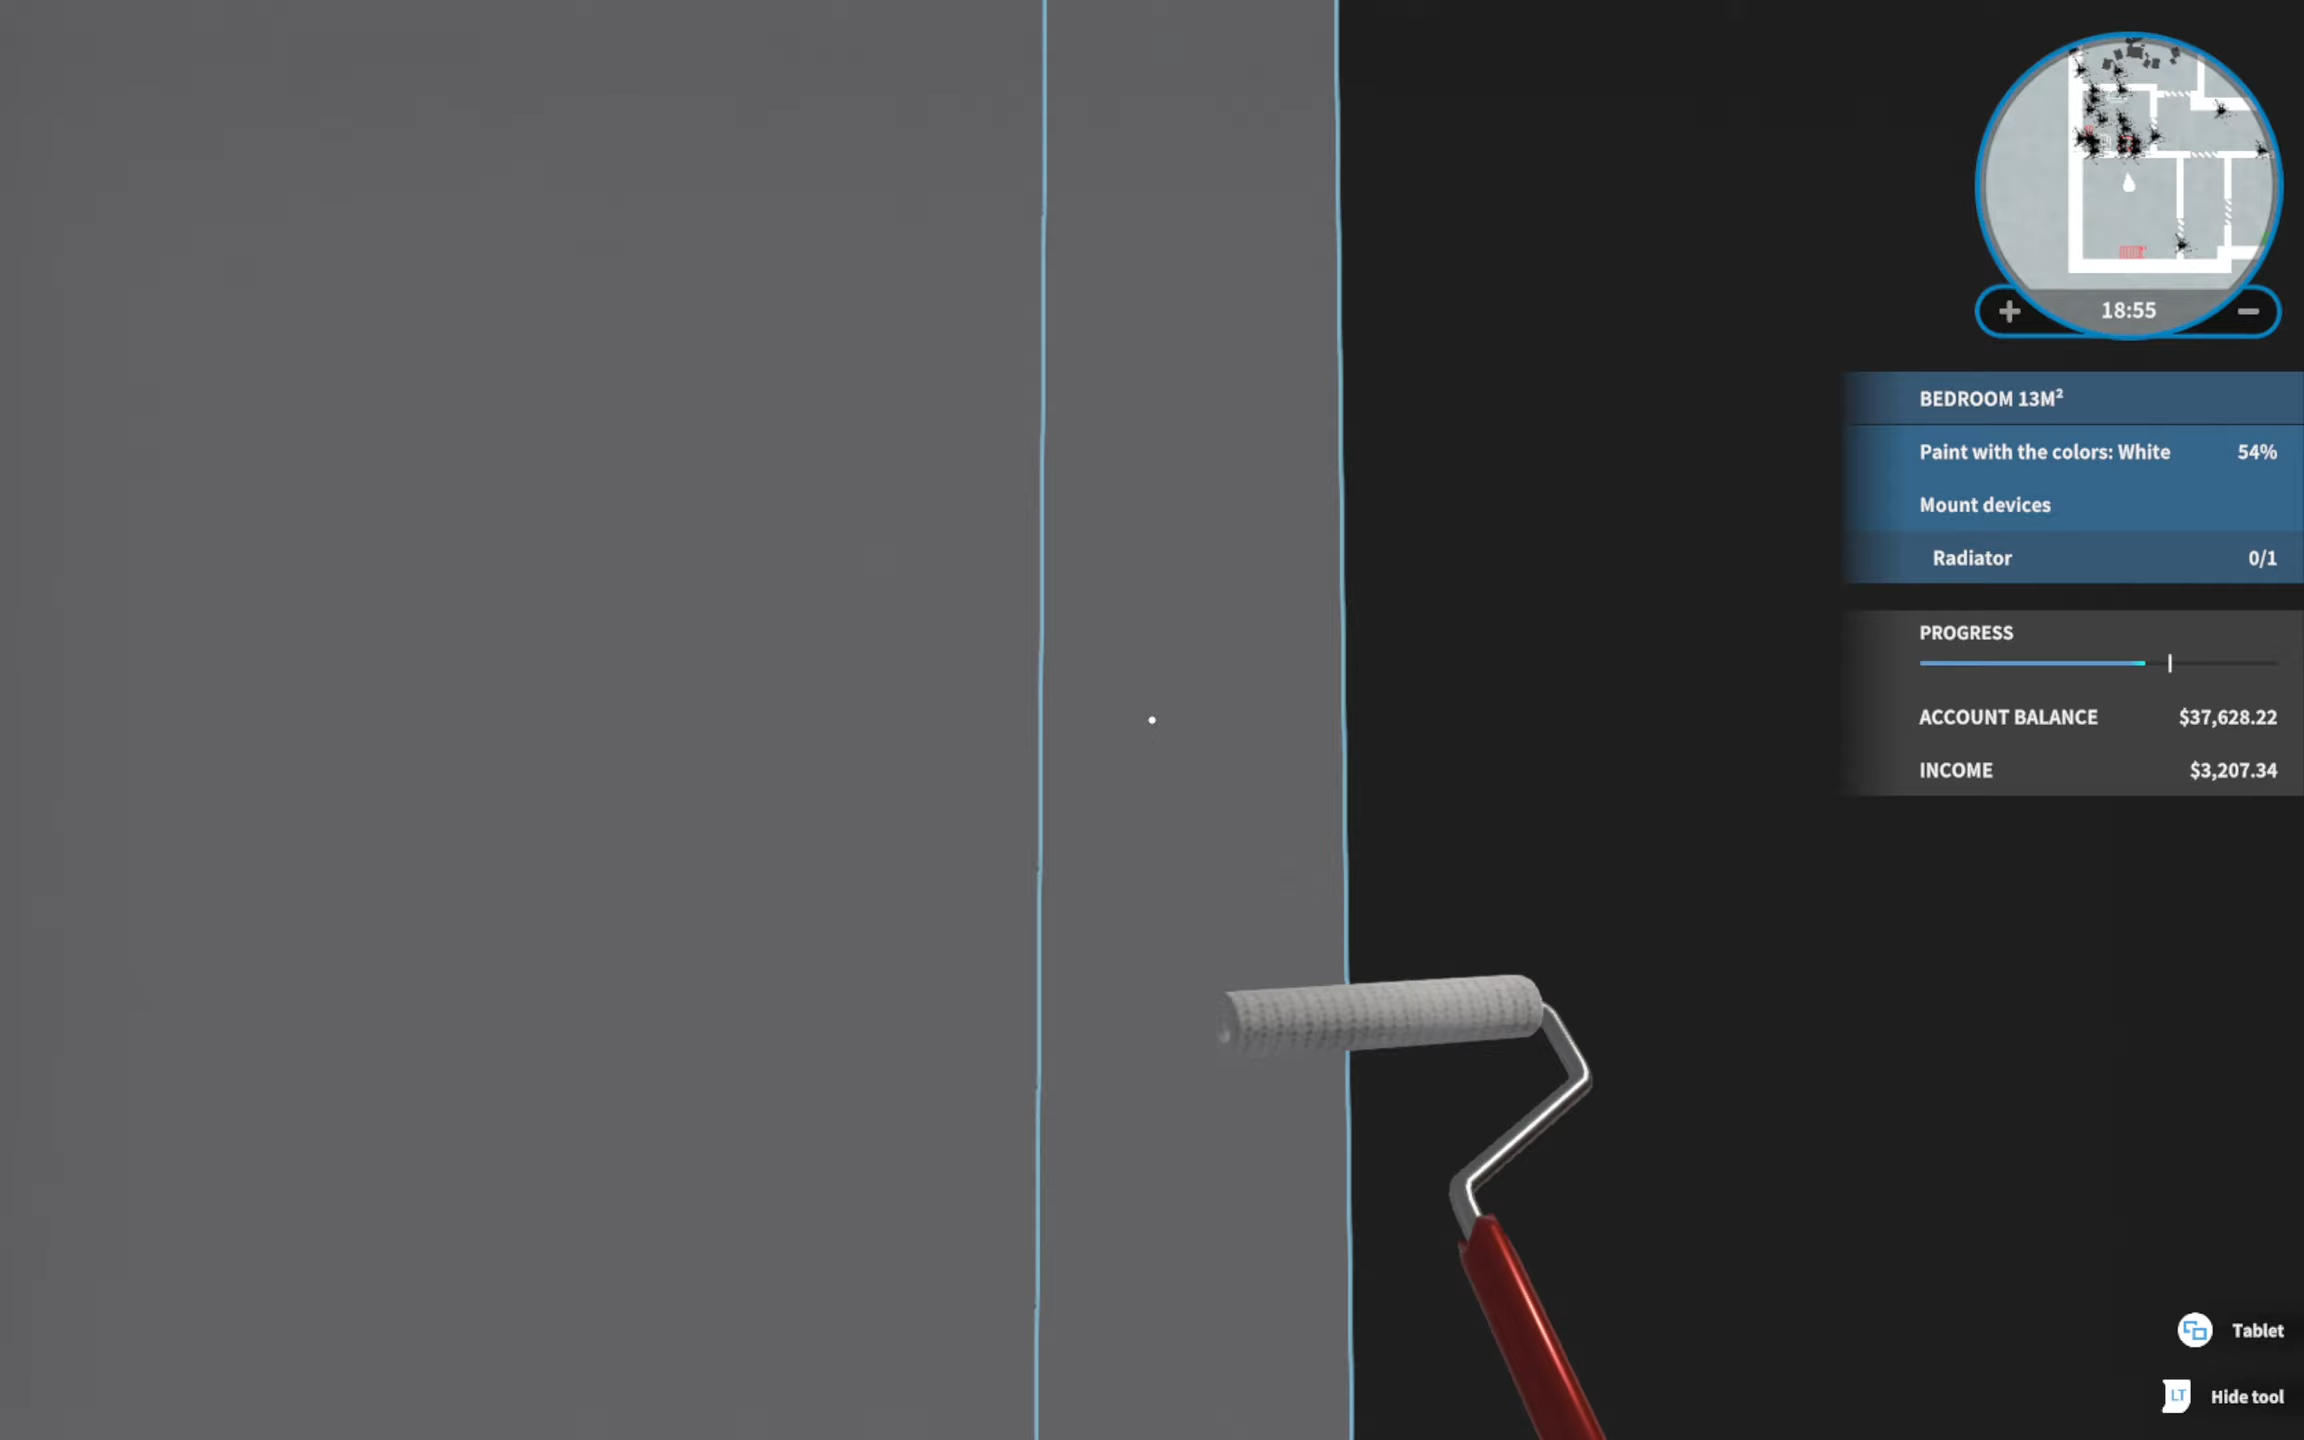 18:55
BEDROOM 13M²
Paint with the colors: White 54%
Mount devices
Radiator 0/1
PROGRESS
ACCOUNT BALANCE $37,628.22
INCOME $3,207.34
Tablet
LT Hide tool